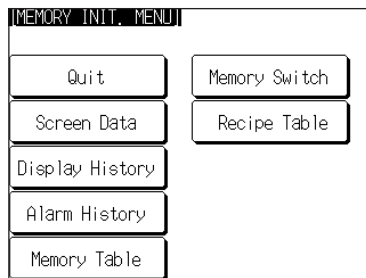 [MEMORY INIT. MENU]
Quit
Memory Switch
Screen Data
Recipe Table
Display History
Alarm History
Memory Table